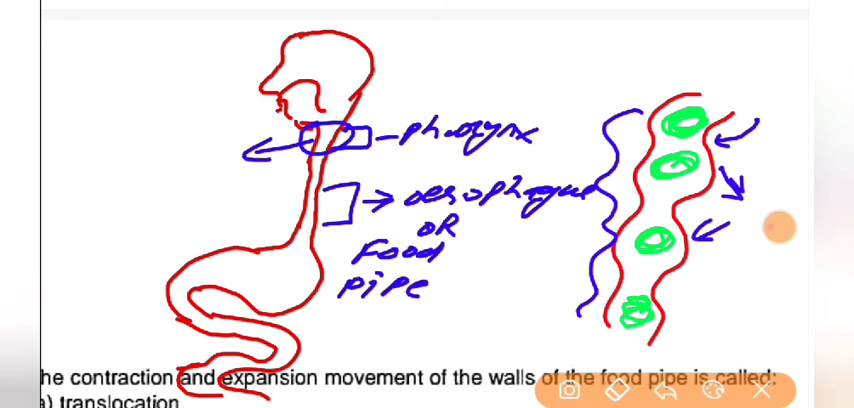 pharynx
oesophague
OR
Food
pipe
he contraction and expansion movement of the walls of the food pipe is called:
a) translocation